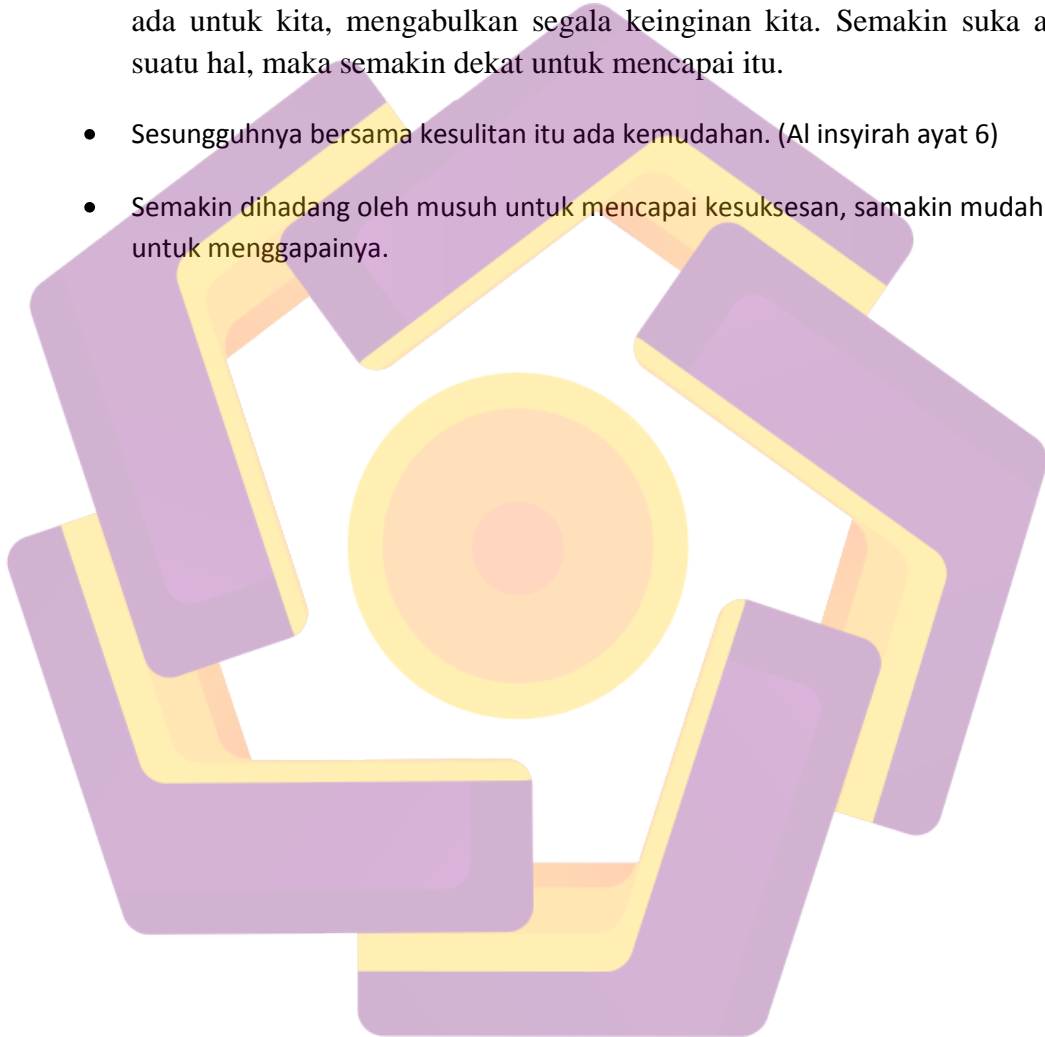 ada untuk kita, mengabulkan segala keinginan kita. Semakin suka
suatu hal, maka semakin dekat untuk mencapai itu.
• Sesungguhnya bersama kesulitan itu ada kemudahan. (Al insyirah ayat 6)
• Semakin dihadang oleh musuh untuk mencapai kesuksesan, samakin mudah
untuk menggapainya.